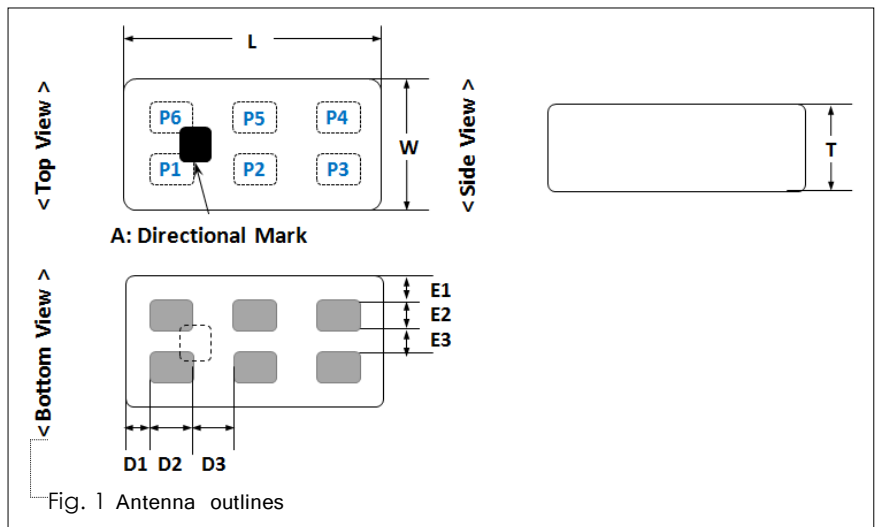 L
< Top View >
P6 P5 P4
P1 P2 P3
W
< Side View >
T
A: Directional Mark
< Bottom View >
E1
E2
E3
D1 D2 D3
Fig. 1 Antenna outlines